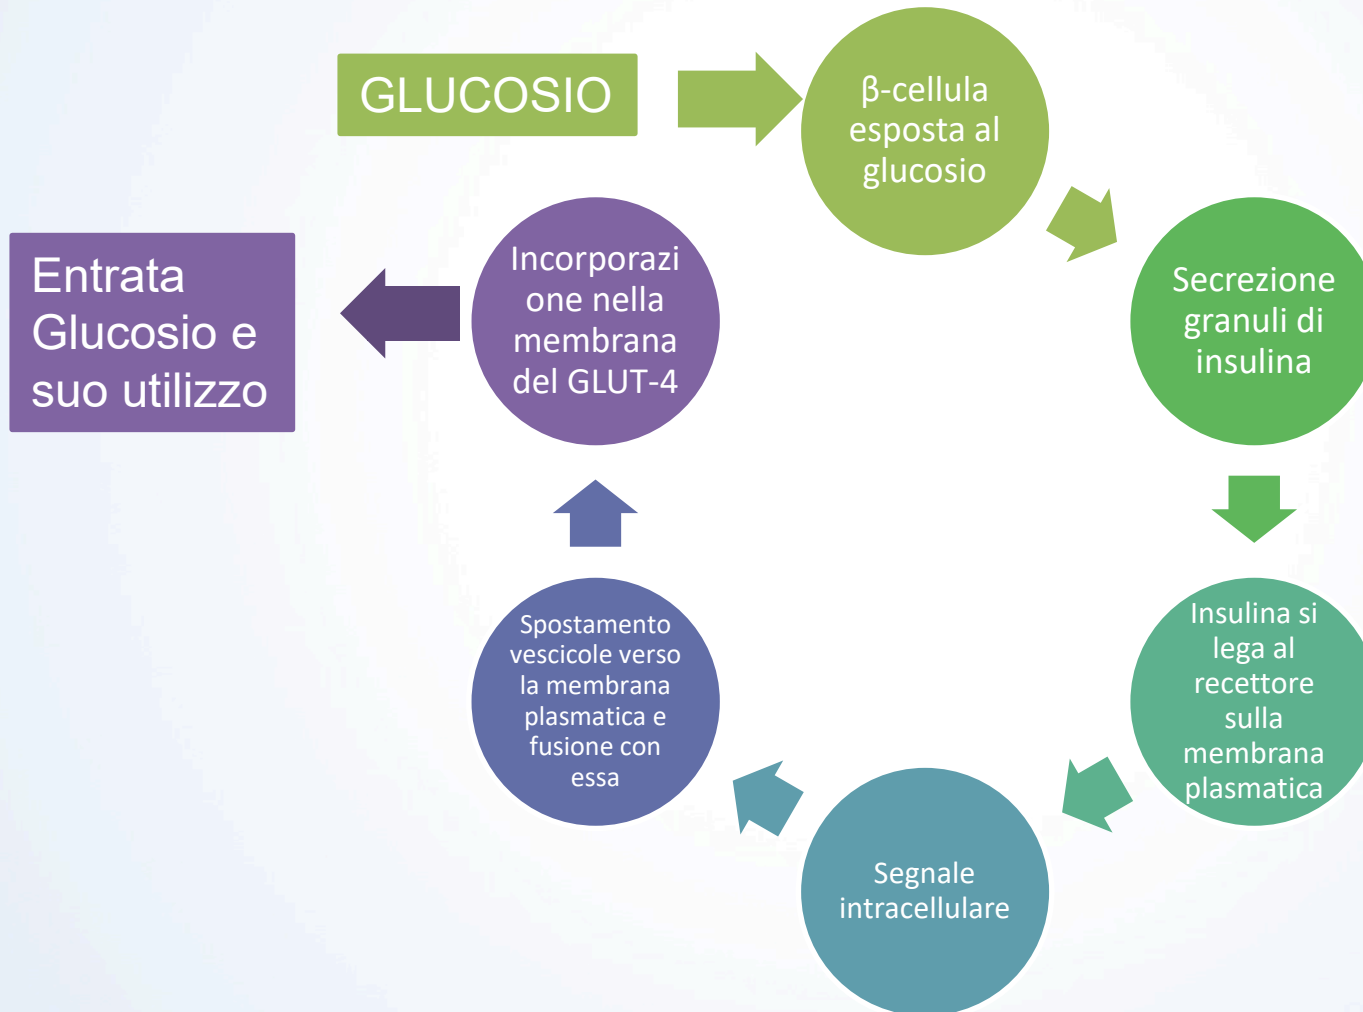 GLUCOSIO
β-cellula
esposta al
glucosio
Secrezione
granuli di
insulina
Insulina si
lega al
recettore
sulla
membrana
plasmatica
Segnale
intracellulare
Spostamento
vescicole verso
la membrana
plasmatica e
fusione con
essa
Incorporazi
one nella
membrana
del GLUT-4
Entrata
Glucosio e
suo utilizzo